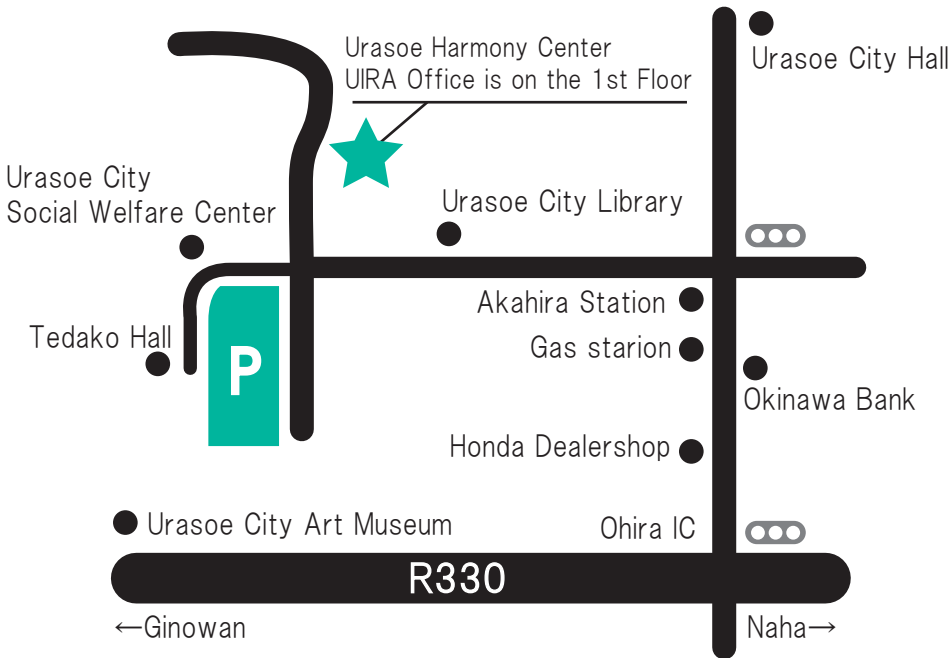 Urasoe Harmony Center
UIRA Office is on the 1st Floor
Urasoe City Hall
Urasoe City
Social Welfare Center
Urasoe City Library
Akahira Station
Tedako Hall
Gas starion
P
Okinawa Bank
Honda Dealershop
Urasoe City Art Museum
Ohira IC
R330
←Ginowan
Naha→